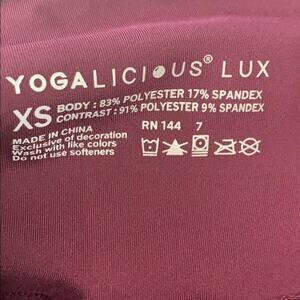 YOGALICIOUS® LUX
XS BODY : 83% POLYESTER 17% SPANDEX
CONTRAST : 91% POLYESTER 9% SPANDEX
MADE IN CHINA
Exclusive of decoration
Wash with like colors
Do not use softeners
RN 144 7